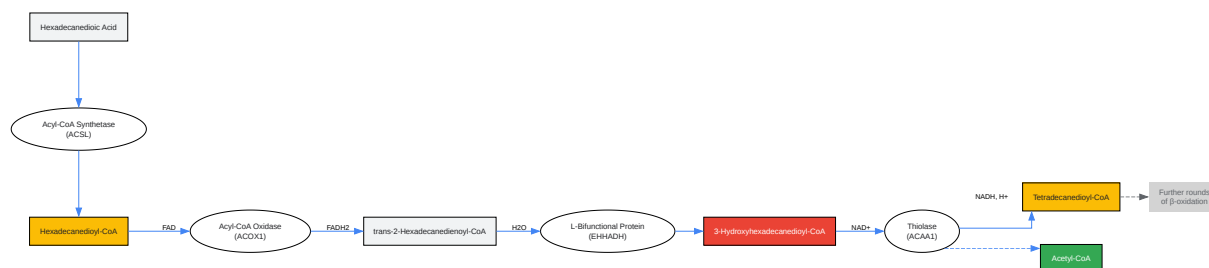 Hexadecanedioic Acid
Acyl-CoA Synthetase
(ACSL)
Hexadecanedioyl-CoA
FAD
Acyl-CoA Oxidase
(ACOX1)
FADH2
trans-2-Hexadecanedienoyl-CoA
H2O
L-Bifunctional Protein
(EHHADH)
3-Hydroxyhexadecanedioyl-CoA
NAD+
Thiolase
(ACAA1)
NADH, H+
Tetradecanedioyl-CoA
Further rounds
of β-oxidation
Acetyl-CoA